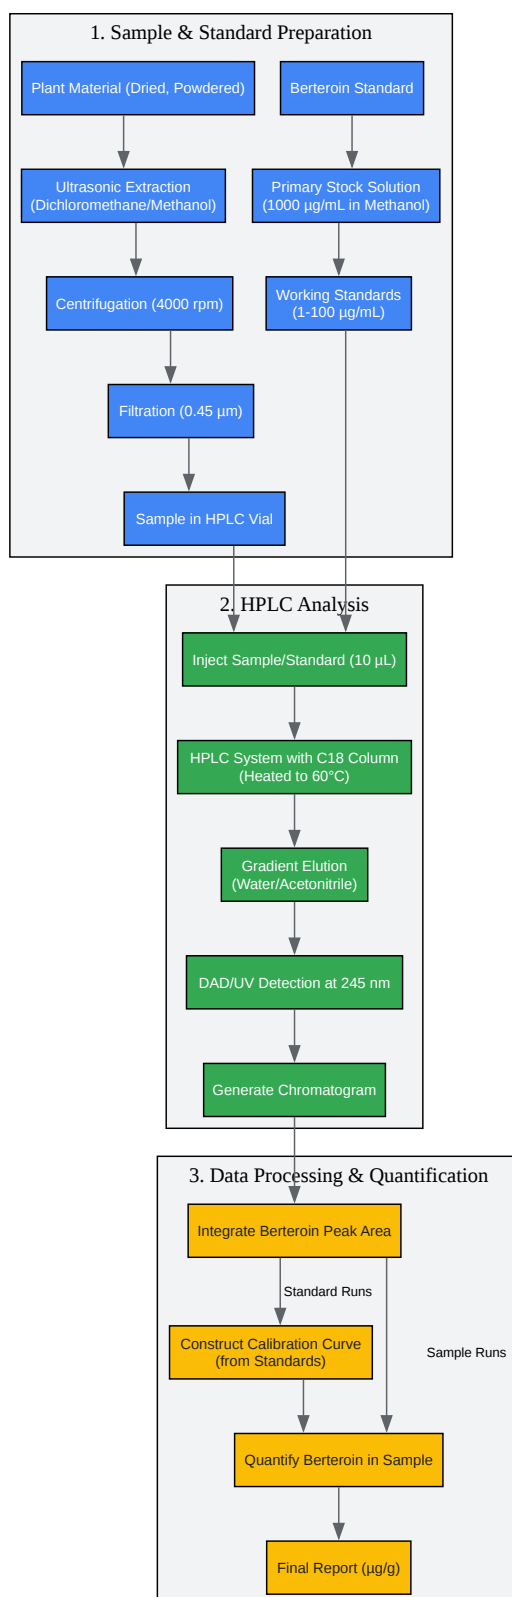 1. Sample & Standard Preparation
Plant Material (Dried, Powdered)
Berteroin Standard
Ultrasonic Extraction
(Dichloromethane/Methanol)
Primary Stock Solution
(1000 µg/mL in Methanol)
Centrifugation (4000 rpm)
Working Standards
(1-100 µg/mL)
Filtration (0.45 µm)
Sample in HPLC Vial
2. HPLC Analysis
Inject Sample/Standard (10 µL)
HPLC System with C18 Column
(Heated to 60°C)
Gradient Elution
(Water/Acetonitrile)
DAD/UV Detection at 245 nm
Generate Chromatogram
3. Data Processing & Quantification
Integrate Berteroin Peak Area
Standard Runs
Construct Calibration Curve
(from Standards)
Sample Runs
Quantify Berteroin in Sample
Final Report (µg/g)